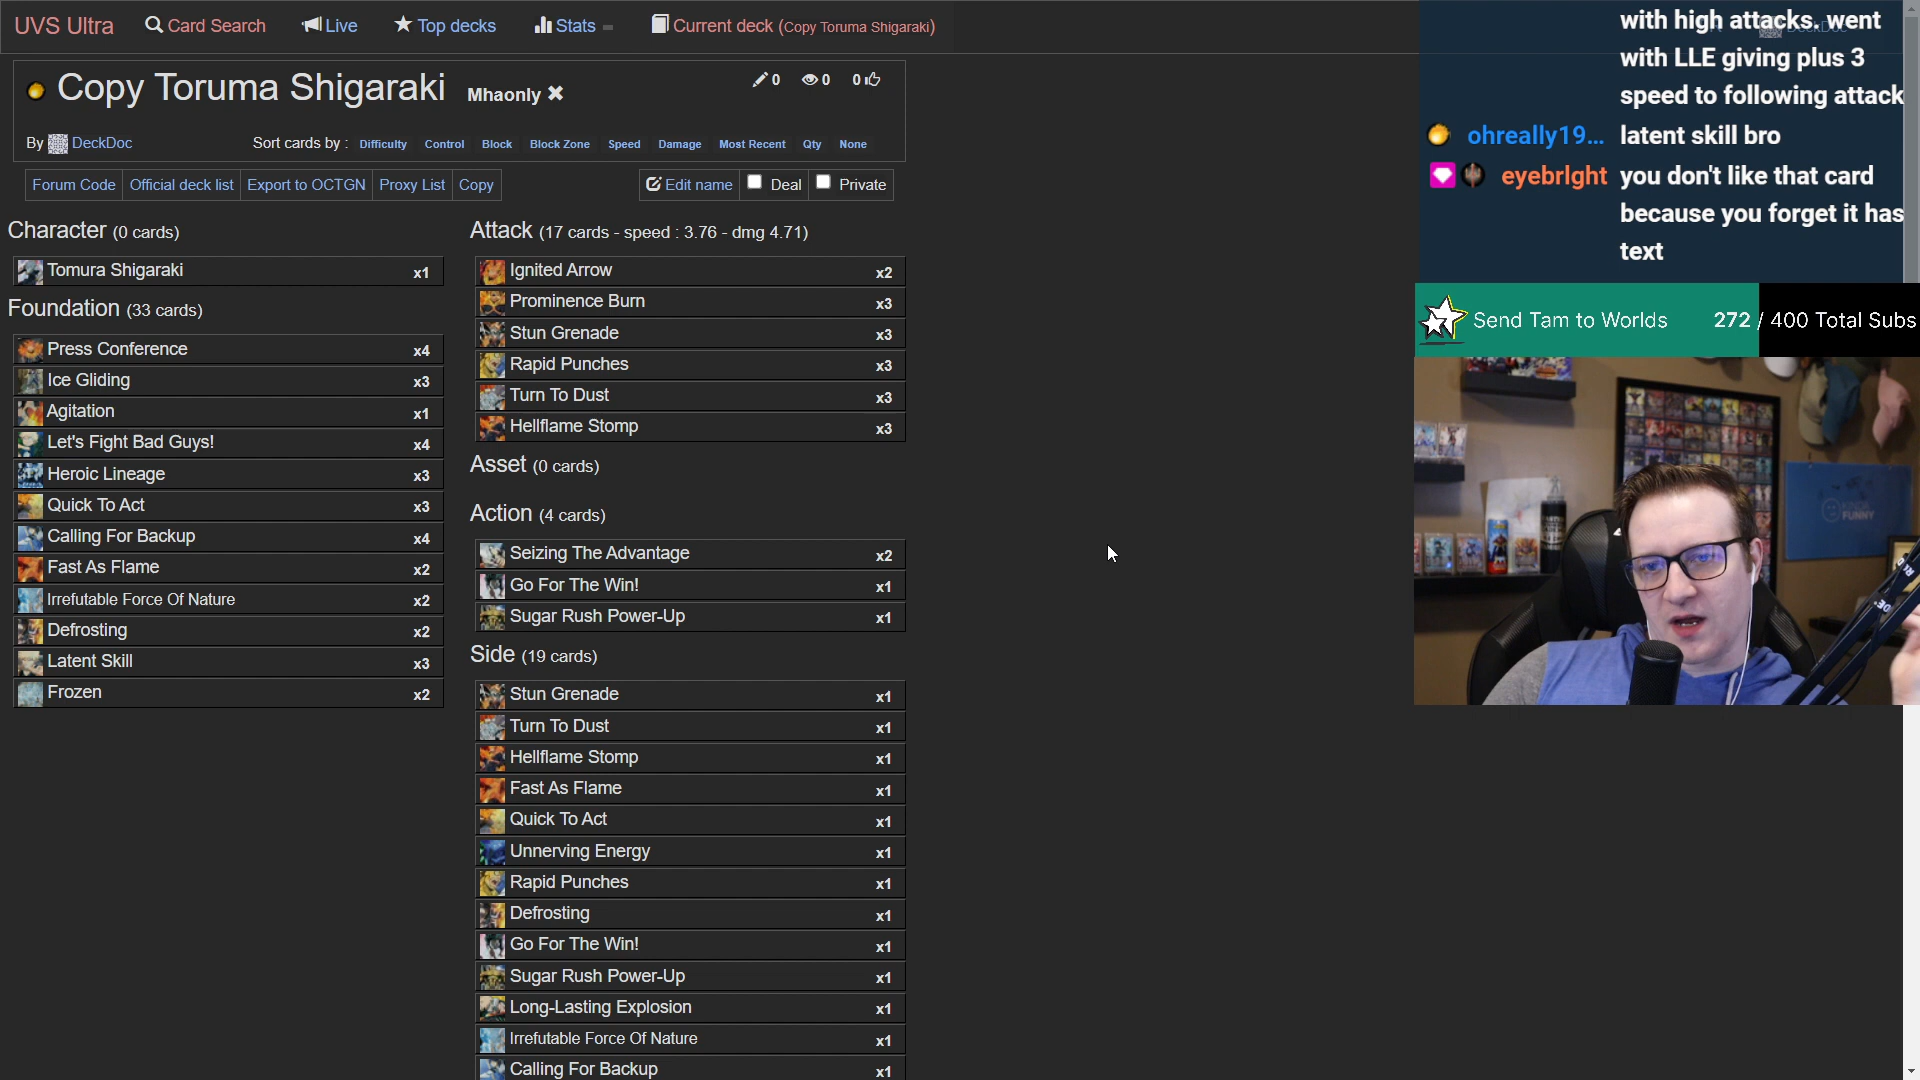 UVS Ultra Card Search Live Top decks Stats Current deck (Copy Toruma Shigaraki)
Copy Toruma Shigaraki Mhaonly 0 0 0
By DeckDoc Sort cards by : Difficulty Control Block Block Zone Speed Damage Most Recent Qty None
Forum Code Official deck list Export to OCTGN Proxy List Copy Edit name Deal Private
Character (0 cards)
Tomura Shigaraki x1
Foundation (33 cards)
Press Conference x4
Ice Gliding x3
Agitation x1
Let's Fight Bad Guys! x4
Heroic Lineage x3
Quick To Act x3
Calling For Backup x4
Fast As Flame x2
Irrefutable Force Of Nature x2
Defrosting x2
Latent Skill x3
Frozen x2
Attack (17 cards - speed : 3.76 - dmg 4.71)
Ignited Arrow x2
Prominence Burn x3
Stun Grenade x3
Rapid Punches x3
Turn To Dust x3
Hellflame Stomp x3
Asset (0 cards)
Action (4 cards)
Seizing The Advantage x2
Go For The Win! x1
Sugar Rush Power-Up x1
Side (19 cards)
Stun Grenade x1
Turn To Dust x1
Hellflame Stomp x1
Fast As Flame x1
Quick To Act x1
Unnerving Energy x1
Rapid Punches x1
Defrosting x1
Go For The Win! x1
Sugar Rush Power-Up x1
Long-Lasting Explosion x1
Irrefutable Force Of Nature x1
Calling For Backup x1
with high attacks. went
with LLE giving plus 3
speed to following attack
ohreally19... latent skill bro
eyebrIght you don't like that card
because you forget it has
text
Send Tam to Worlds 272 / 400 Total Subs
FUNNY